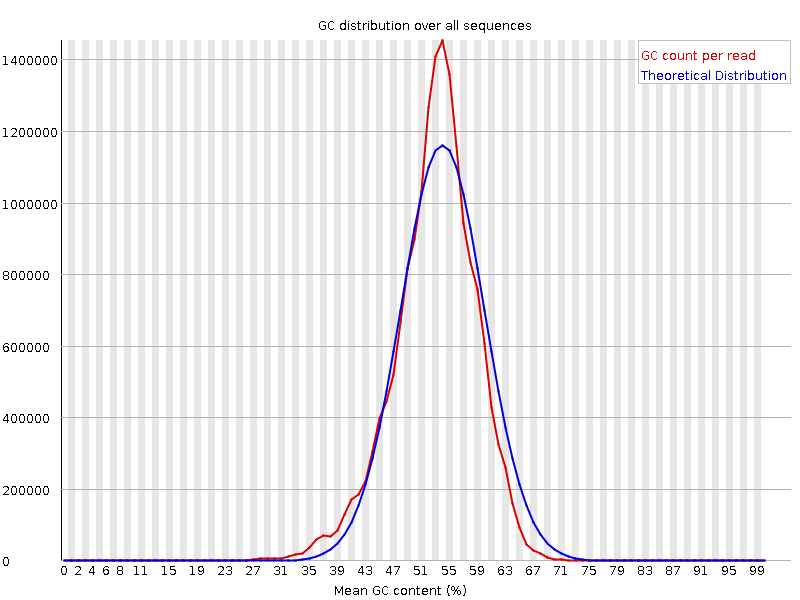 GC distribution over all sequences
GC count per read
Theoretical Distribution
1400000
1200000
1000000
800000
600000
400000
200000
0
0 2 4 6 8 11 15 19 23 27 31 35 39 43 47 51 55 59 63 67 71 75 79 83 87 91 95 99
Mean GC content (%)